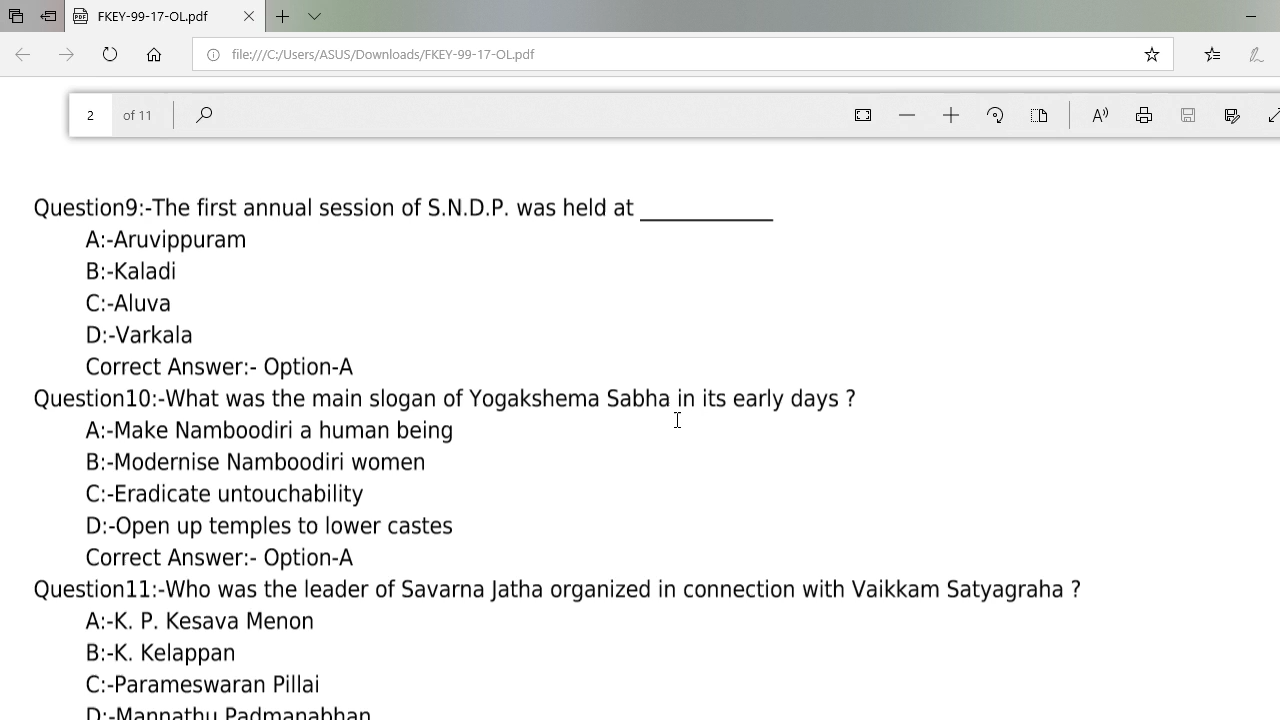 FKEY-99-17-OL.pdf
file:///C:/Users/ASUS/Downloads/FKEY-99-17-OL.pdf
2 of 11
Question9:-The first annual session of S.N.D.P. was held at ____________
A:-Aruvippuram
B:-Kaladi
C:-Aluva
D:-Varkala
Correct Answer:- Option-A
Question10:-What was the main slogan of Yogakshema Sabha in its early days ?
A:-Make Namboodiri a human being
B:-Modernise Namboodiri women
C:-Eradicate untouchability
D:-Open up temples to lower castes
Correct Answer:- Option-A
Question11:-Who was the leader of Savarna Jatha organized in connection with Vaikkam Satyagraha ?
A:-K. P. Kesava Menon
B:-K. Kelappan
C:-Parameswaran Pillai
D:-Mannathu Padmanabhan